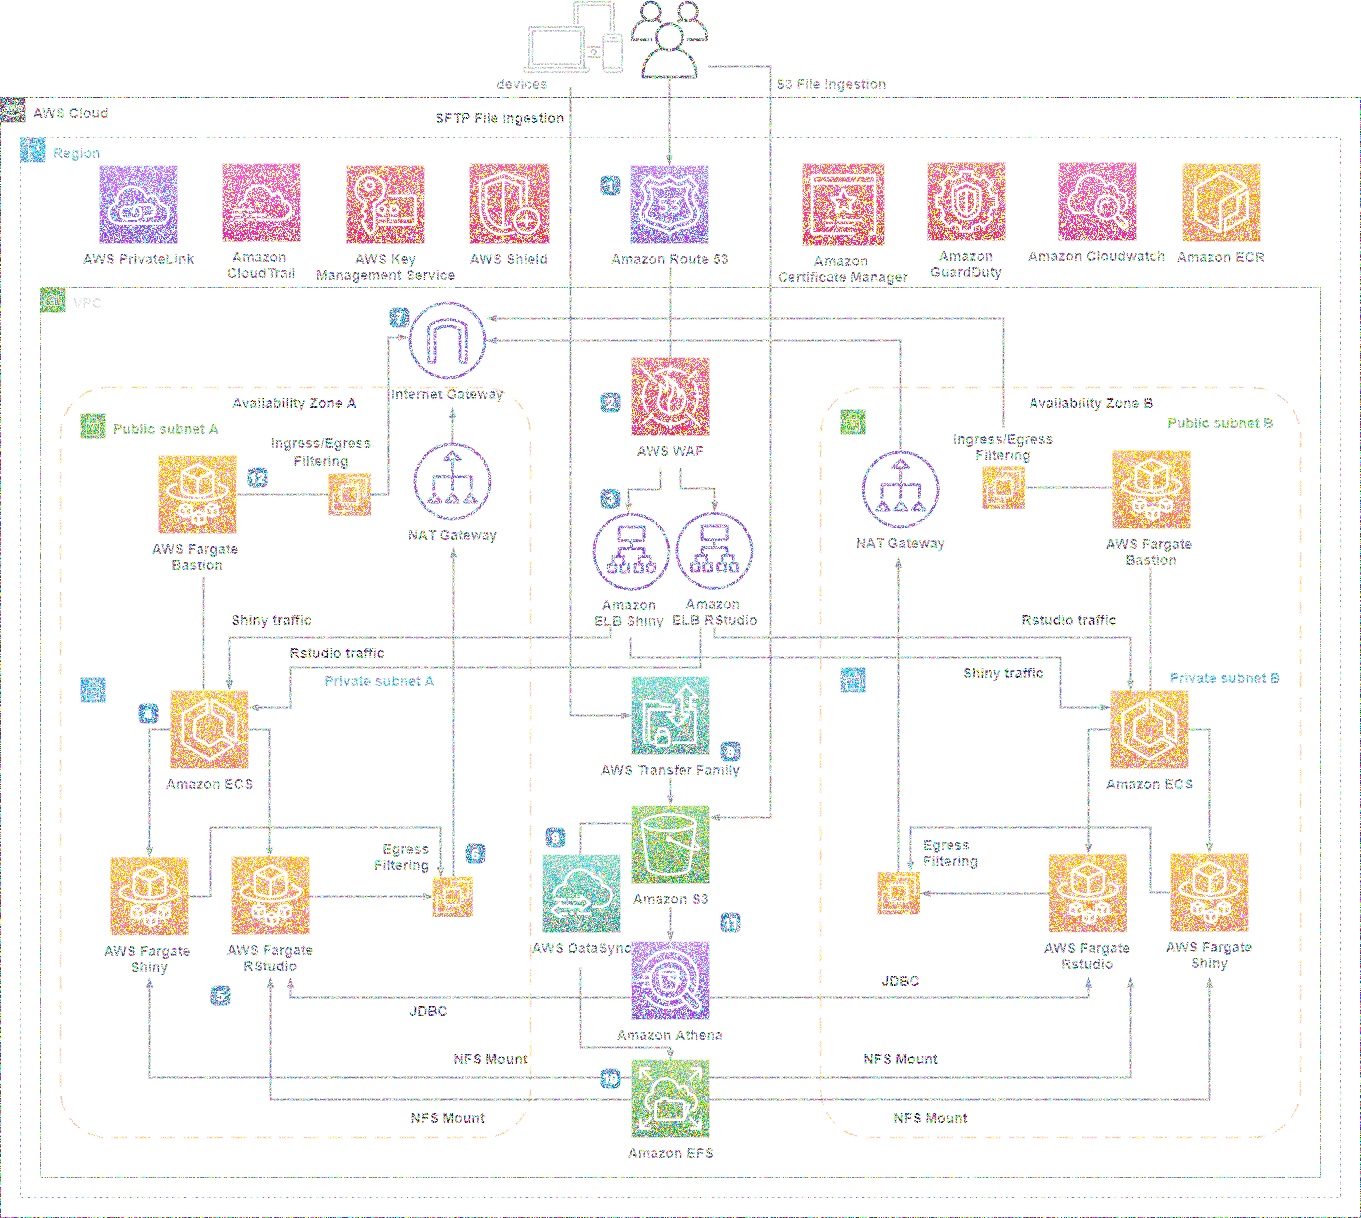 devices
S3 File Ingestion
AWS Cloud
SFTP File Ingestion
Region
1
AWS PrivateLink
Amazon
CloudTrail
AWS Key
Management Service
AWS Shield
Amazon Route 53
Amazon
Certificate Manager
Amazon
GuardDuty
Amazon Cloudwatch
Amazon ECR
VPC
7
Internet Gateway
2
AWS WAF
Availability Zone A
Public subnet A
Ingress/Egress
Filtering
12
AWS Fargate
Bastion
NAT Gateway
3
Amazon
ELB Shiny
Amazon
ELB RStudio
Availability Zone B
Public subnet B
Ingress/Egress
Filtering
NAT Gateway
AWS Fargate
Bastion
Shiny traffic
Rstudio traffic
Private subnet A
Rstudio traffic
Shiny traffic
Private subnet B
4
Amazon ECS
AWS Transfer Family
Amazon ECS
Egress
Filtering
Amazon S3
Egress
Filtering
11
AWS Fargate
Shiny
AWS Fargate
RStudio
AWS DataSync
AWS Fargate
Rstudio
AWS Fargate
Shiny
5
JDBC
JDBC
Amazon Athena
NFS Mount
NFS Mount
10
NFS Mount
NFS Mount
Amazon EFS